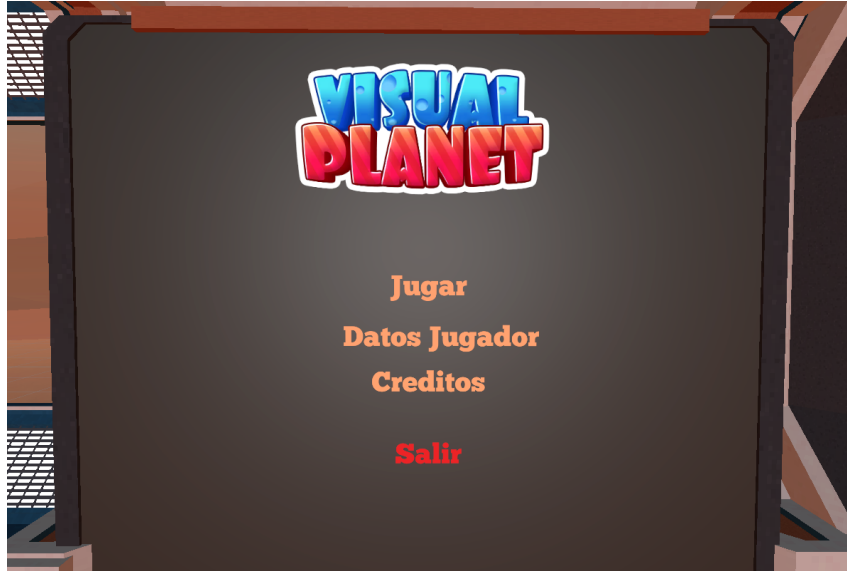 VISUAL
PLANET
Jugar
Datos Jugador
Creditos
Salir